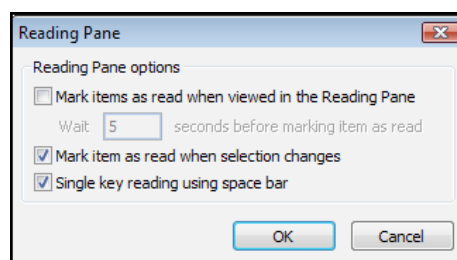 Reading Pane
Reading Pane options
Mark items as read when viewed in the Reading Pane
Wait 5 seconds before marking item as read
Mark item as read when selection changes
Single key reading using space bar
OK Cancel